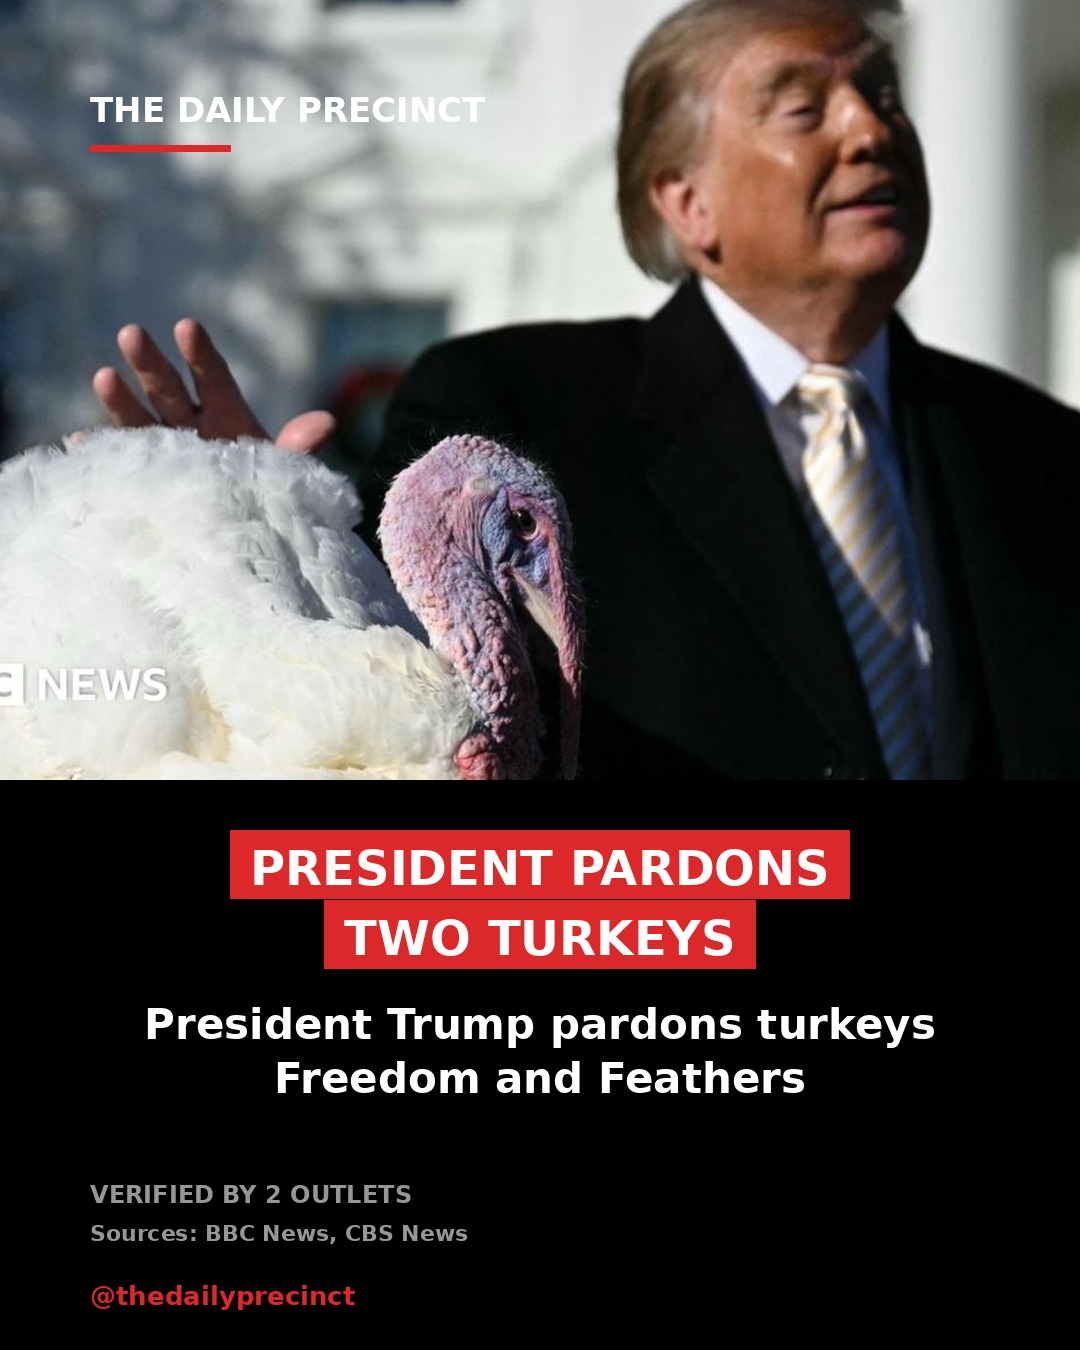 THE DAILY PRECINCT
C NEWS
PRESIDENT PARDONS
TWO TURKEYS
President Trump pardons turkeys
Freedom and Feathers
VERIFIED BY 2 OUTLETS
Sources: BBC News, CBS News
@thedailyprecinct